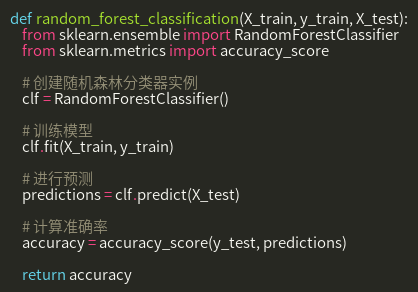 def random_forest_classification(X_train, y_train, X_test):
from sklearn.ensemble import RandomForestClassifier
from sklearn.metrics import accuracy_score
# 创建随机森林分类器实例
clf = RandomForestClassifier()
# 训练模型
clf.fit(X_train, y_train)
# 进行预测
predictions = clf.predict(X_test)
# 计算准确率
accuracy = accuracy_score(y_test, predictions)
return accuracy